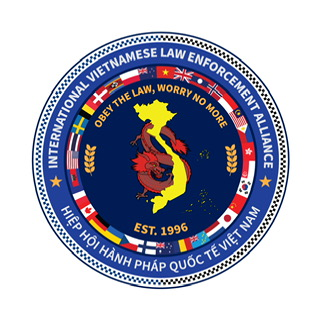 INTERNATIONAL VIETNAMESE LAW ENFORCEMENT ALLIANCE
OBEY THE LAW, WORRY NO MORE
EST. 1996
HIỆP HỘI HÀNH PHÁP QUỐC TẾ VIỆT NAM